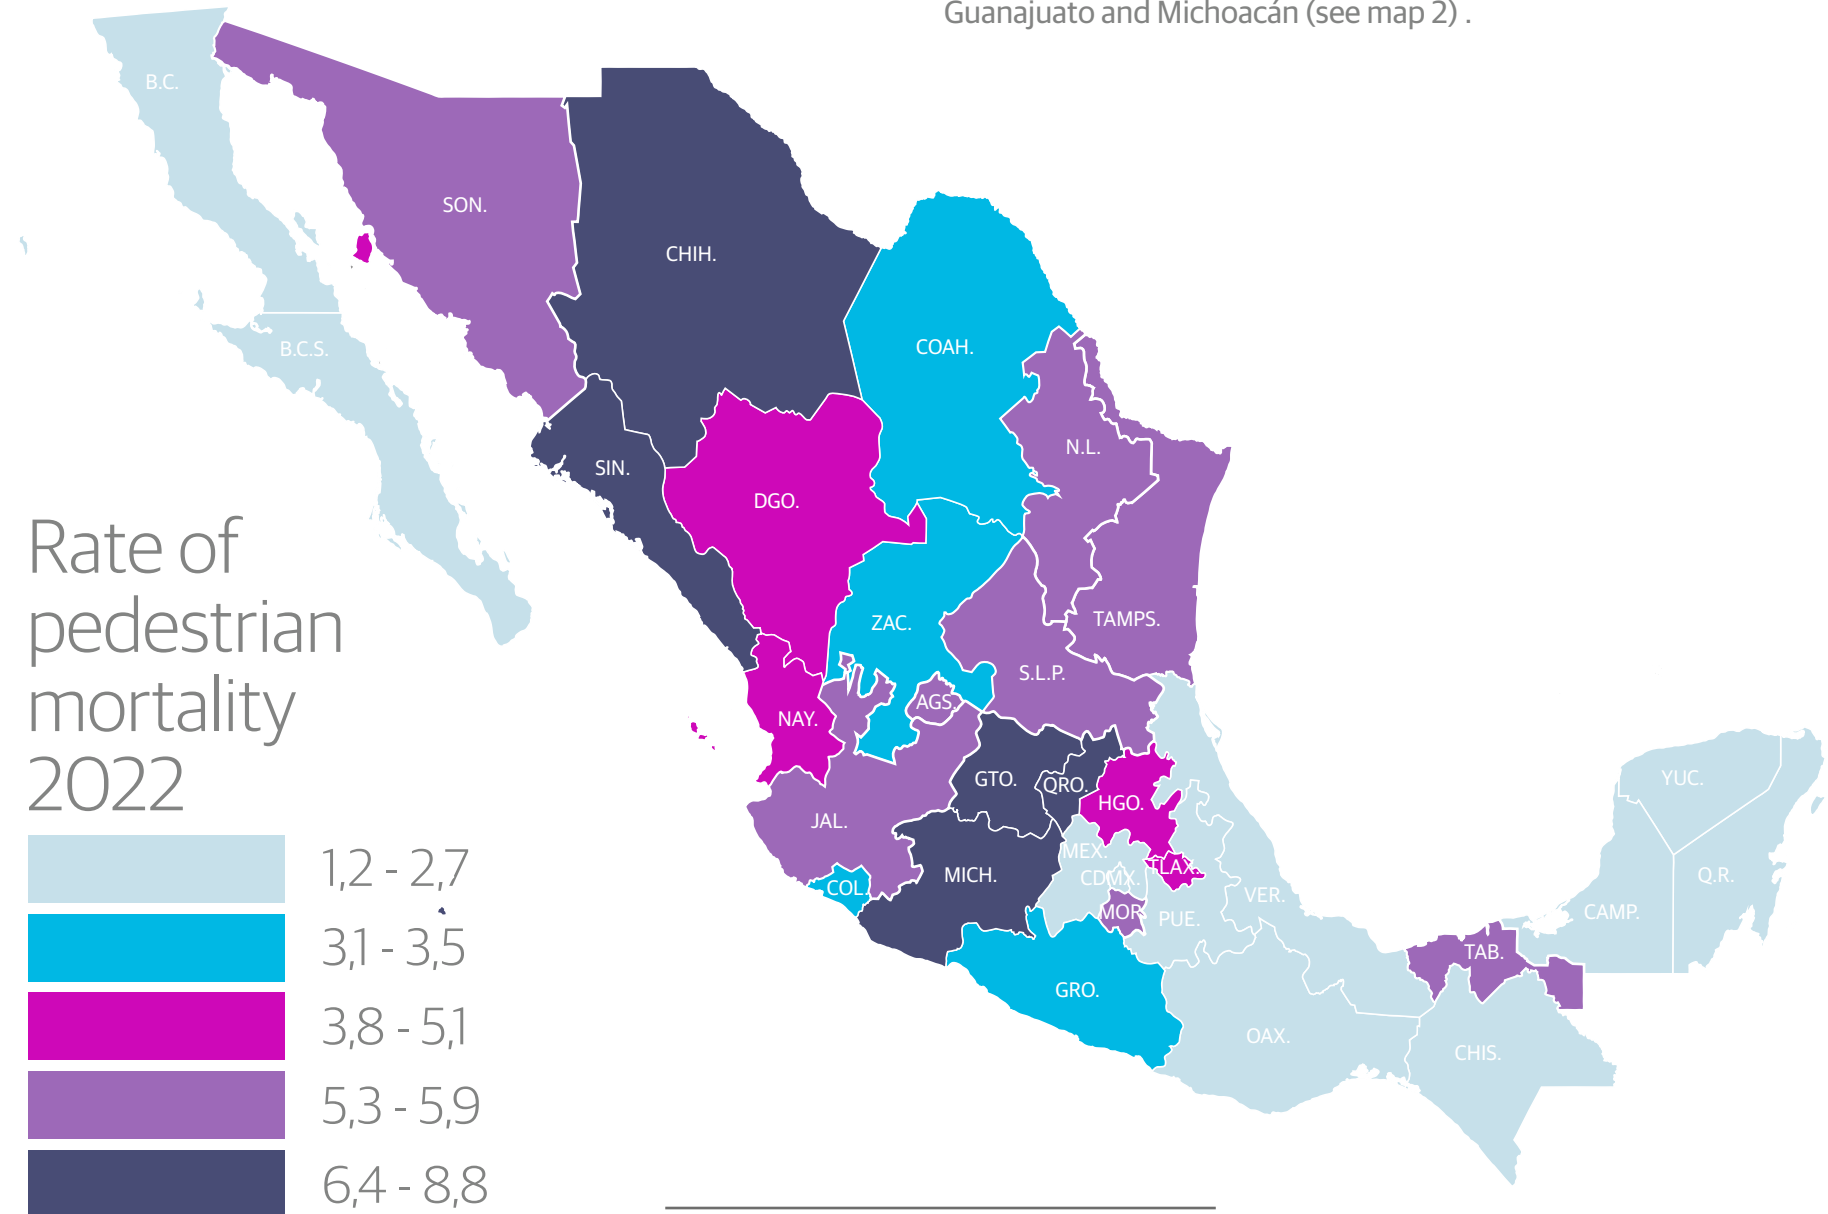 Guanajuato and Michoacán (see map 2) .
B.C.
SON.
CHIH.
COAH.
B.C.S.
N.L.
SIN.
DGO.
ZAC.
TAMPS.
S.L.P.
AGS.
NAY.
GTO.
QRO.
HGO.
JAL.
MEX.
TLAX.
COL.
MICH.
CDMX.
MOR.
PUE.
VER.
YUC.
Q.R.
CAMP.
TAB.
GRO.
OAX.
CHIS.
Rate of
pedestrian
mortality
2022
1,2 - 2,7
3,1 - 3,5
3,8 - 5,1
5,3 - 5,9
6,4 - 8,8